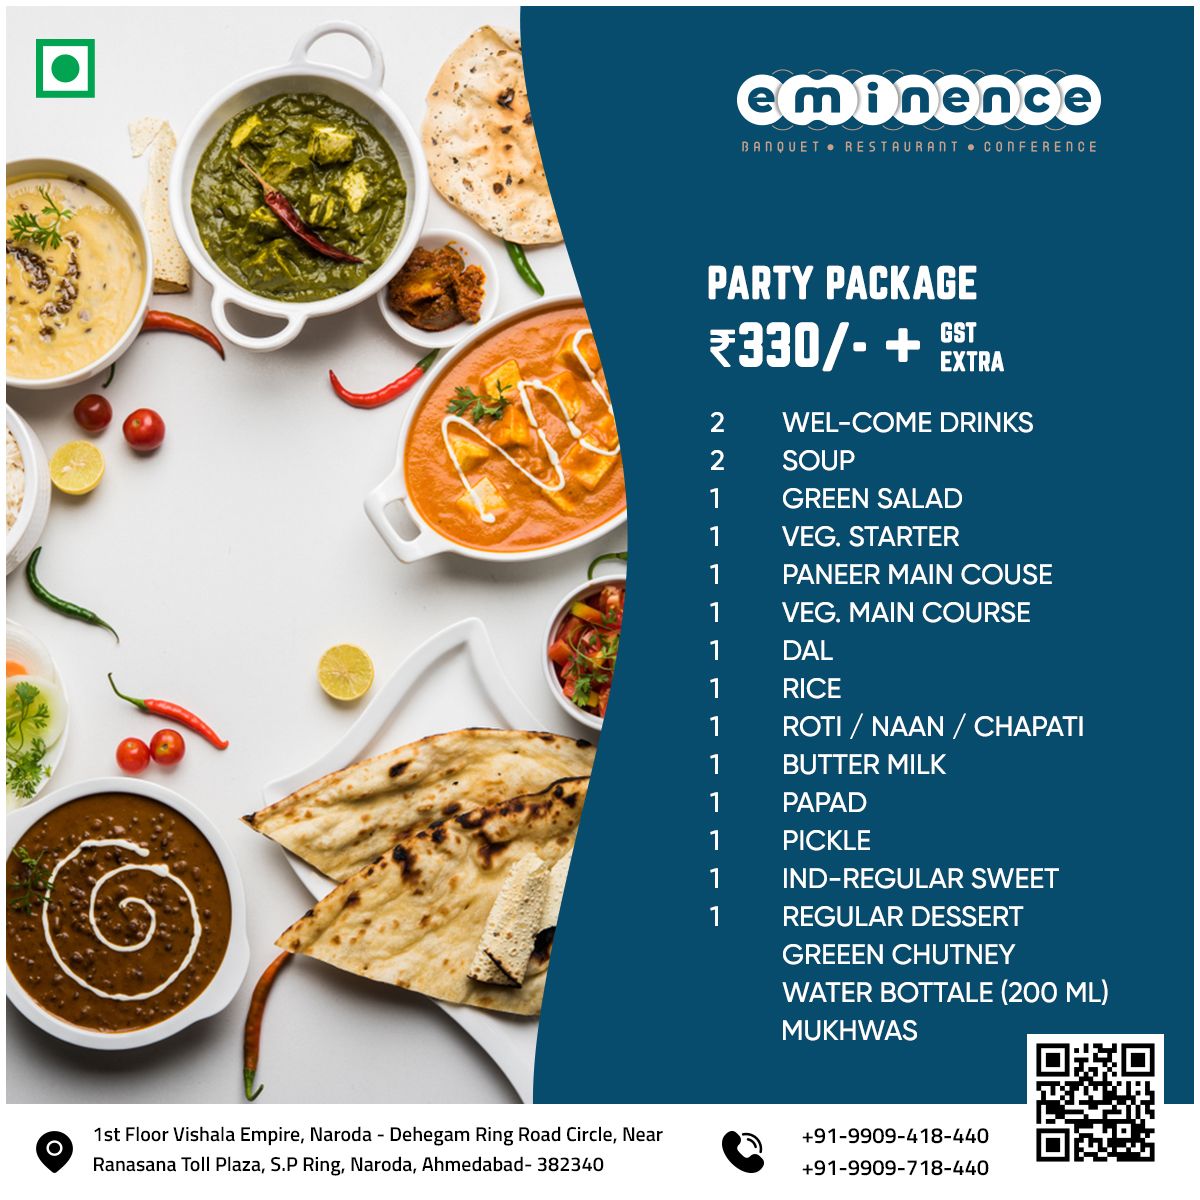 eminence
BANQUET • RESTAURANT • CONFERENCE
PARTY PACKAGE
₹330/- + GST EXTRA
2 WEL-COME DRINKS
2 SOUP
1 GREEN SALAD
1 VEG. STARTER
1 PANEER MAIN COUSE
1 VEG. MAIN COURSE
1 DAL
1 RICE
1 ROTI / NAAN / CHAPATI
1 BUTTER MILK
1 PAPAD
1 PICKLE
1 IND-REGULAR SWEET
1 REGULAR DESSERT
GREEEN CHUTNEY
WATER BOTTALE (200 ML)
MUKHWAS
1st Floor Vishala Empire, Naroda - Dehegam Ring Road Circle, Near
Ranasana Toll Plaza, S.P Ring, Naroda, Ahmedabad- 382340
+91-9909-418-440
+91-9909-718-440